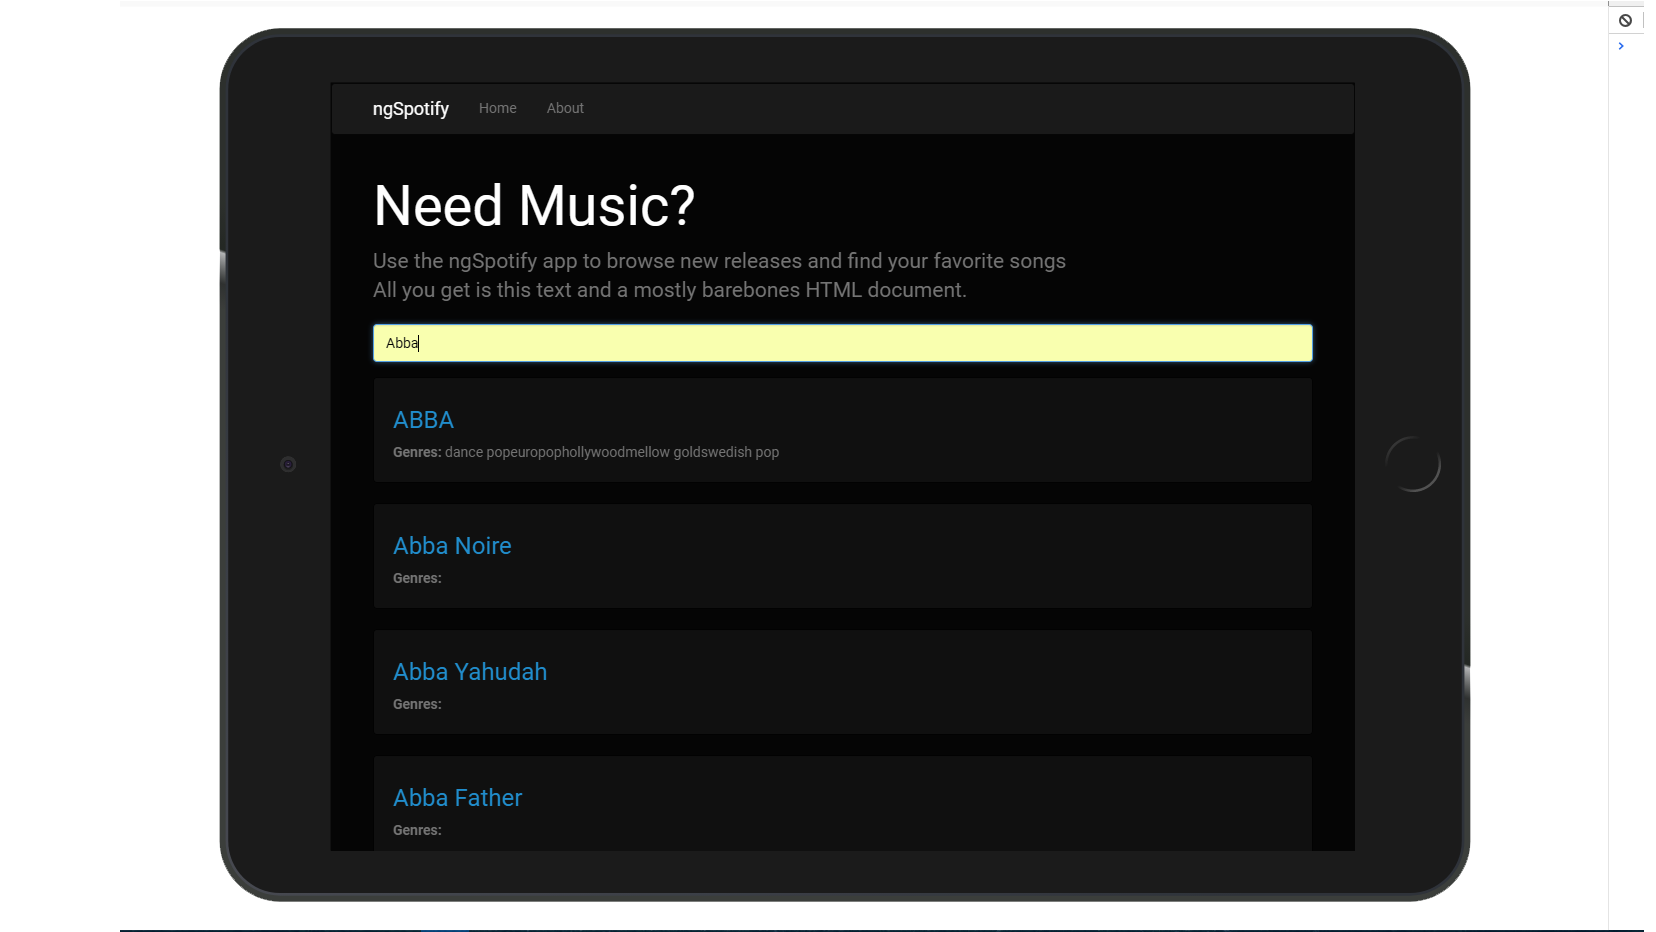 ngSpotify Home About
Need Music?
Use the ngSpotify app to browse new releases and find your favorite songs
All you get is this text and a mostly barebones HTML document.
Abba
ABBA
Genres: dance popeuropophollywoodmellow goldswedish pop
Abba Noire
Genres:
Abba Yahudah
Genres:
Abba Father
Genres: